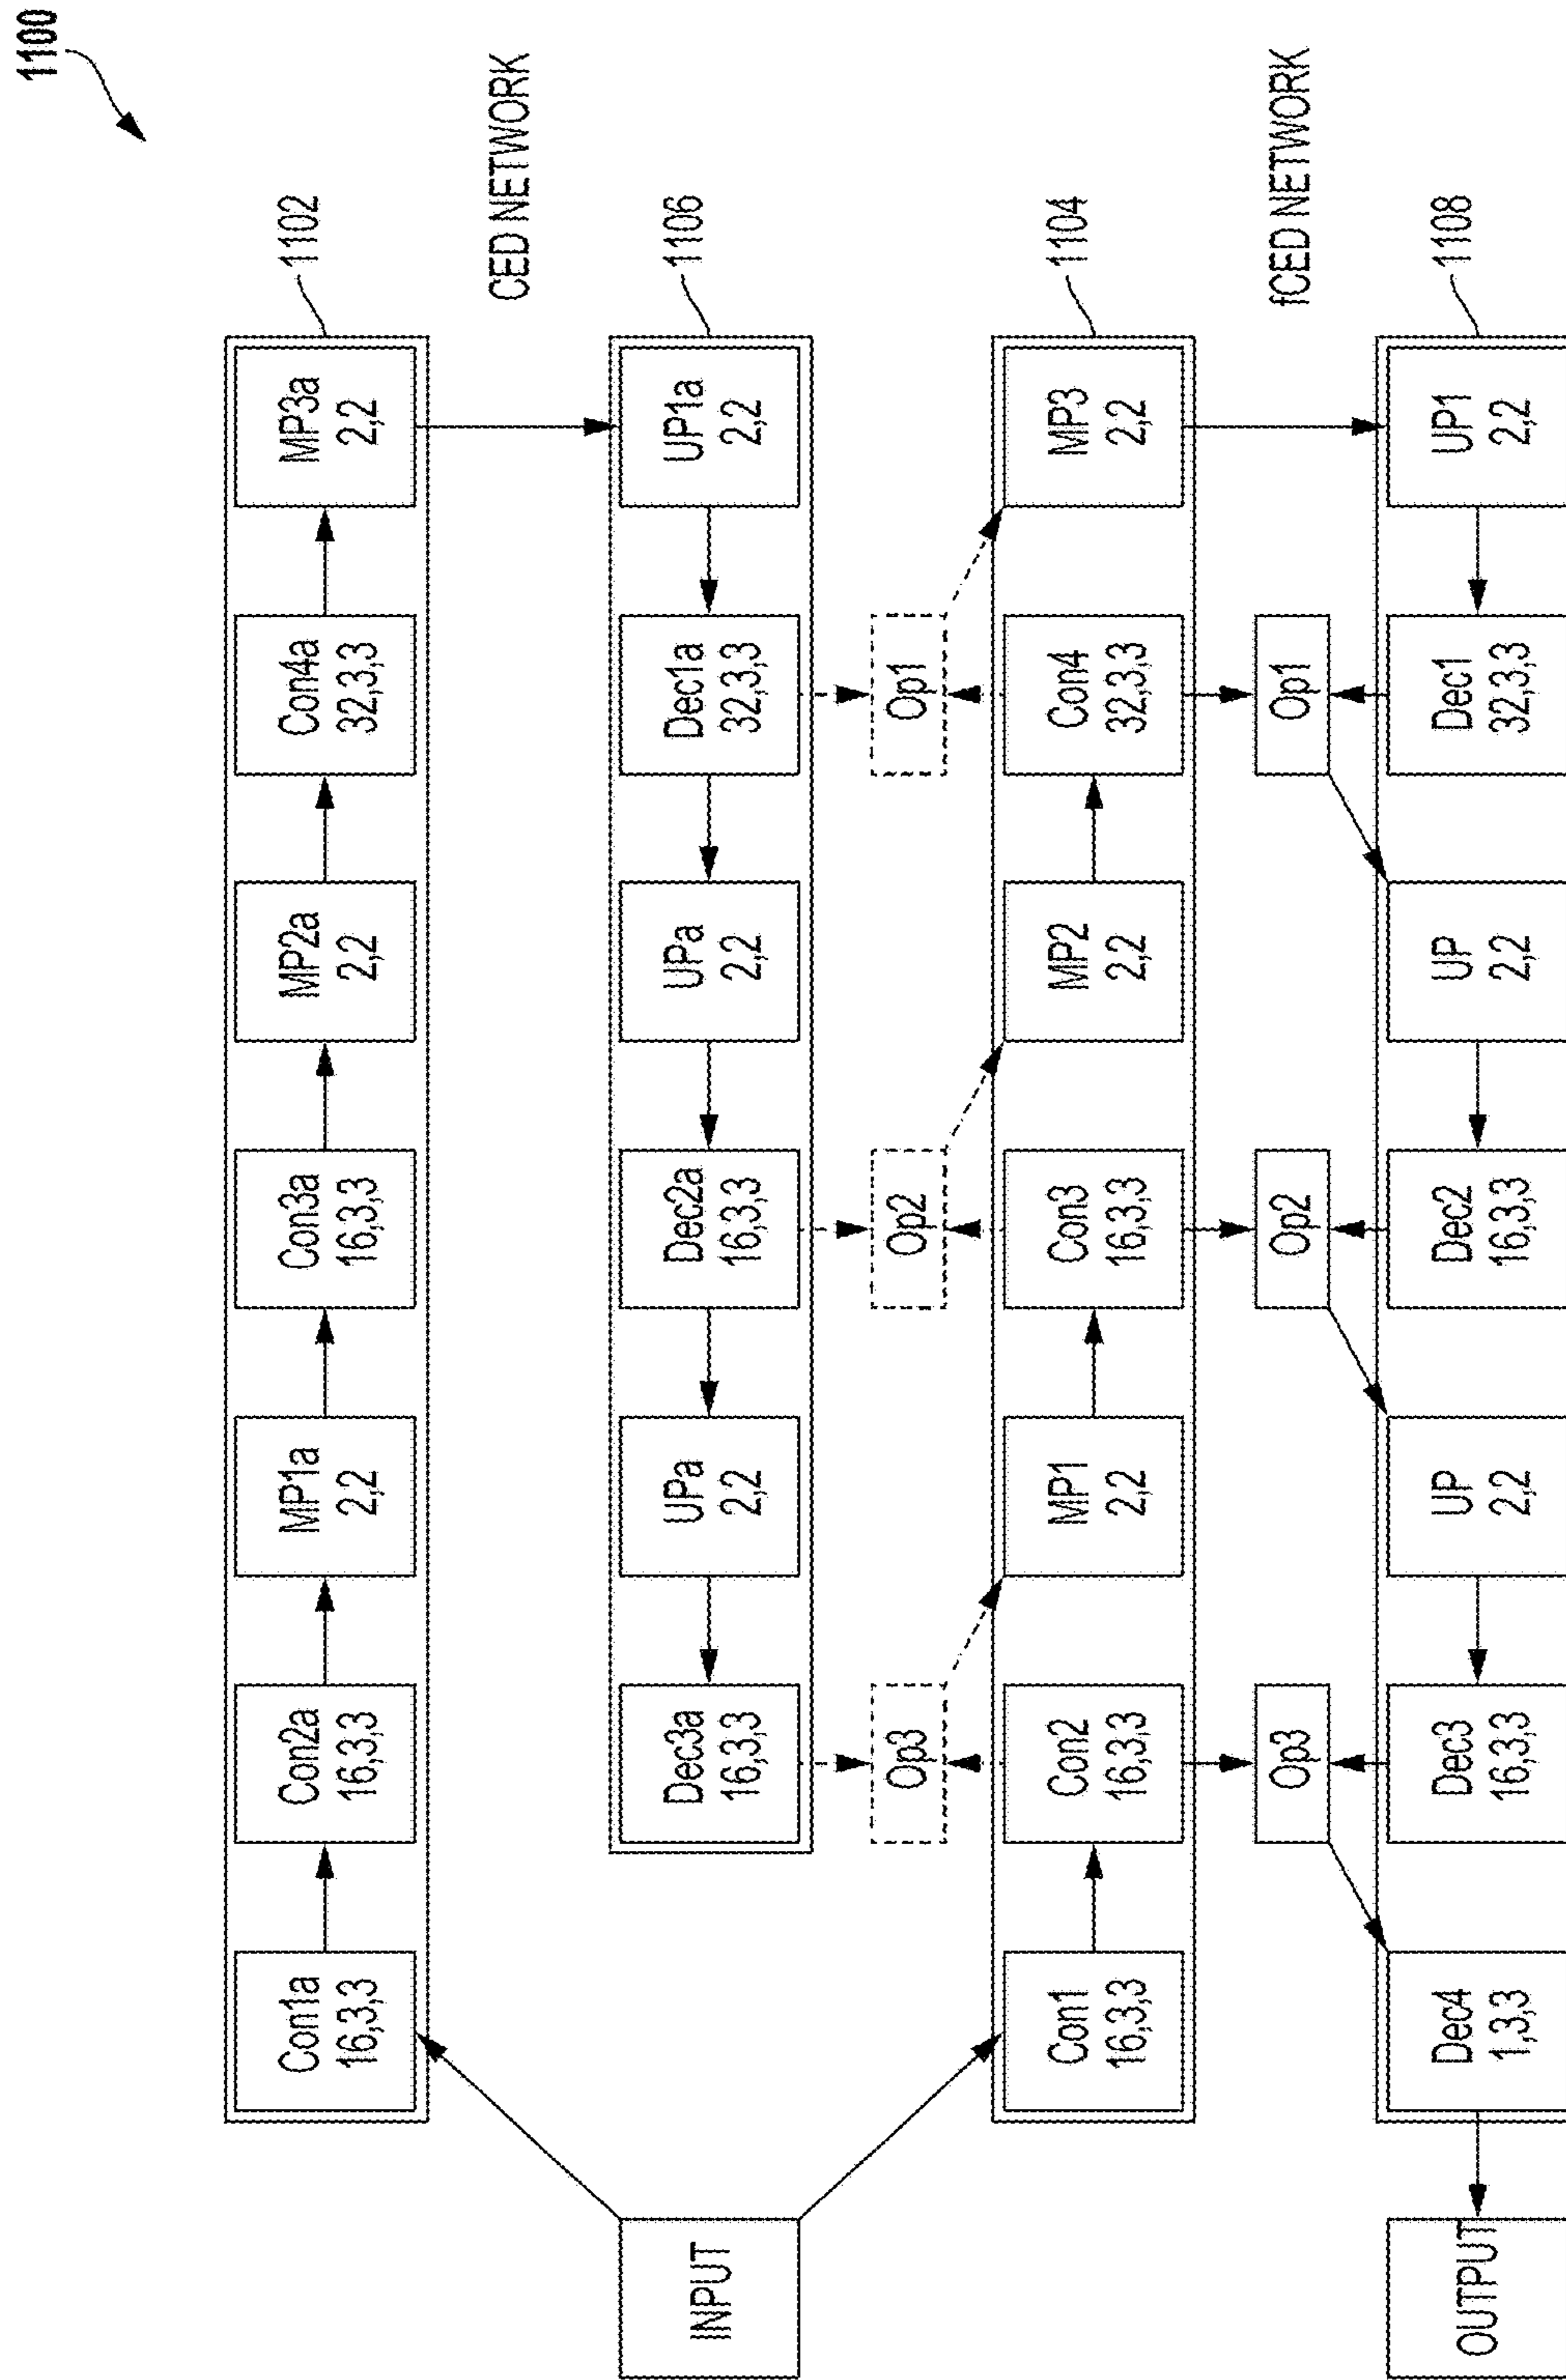 1100
1102
Con1a
16,3,3
Con2a
16,3,3
MP1a
2,2
Con3a
16,3,3
MP2a
2,2
Con4a
32,3,3
MP3a
2,2
CED NETWORK
1106
INPUT
Dec3a
16,3,3
UPa
2,2
Dec2a
16,3,3
UPa
2,2
Dec1a
32,3,3
UP1a
2,2
Op3
Op2
Op1
1104
Con1
16,3,3
Con2
16,3,3
MP1
2,2
Con3
16,3,3
MP2
2,2
Con4
32,3,3
MP3
2,2
fCED NETWORK
Op3
Op2
Op1
1108
OUTPUT
Dec4
1,3,3
Dec3
16,3,3
UP
2,2
Dec2
16,3,3
UP
2,2
Dec1
32,3,3
UP1
2,2